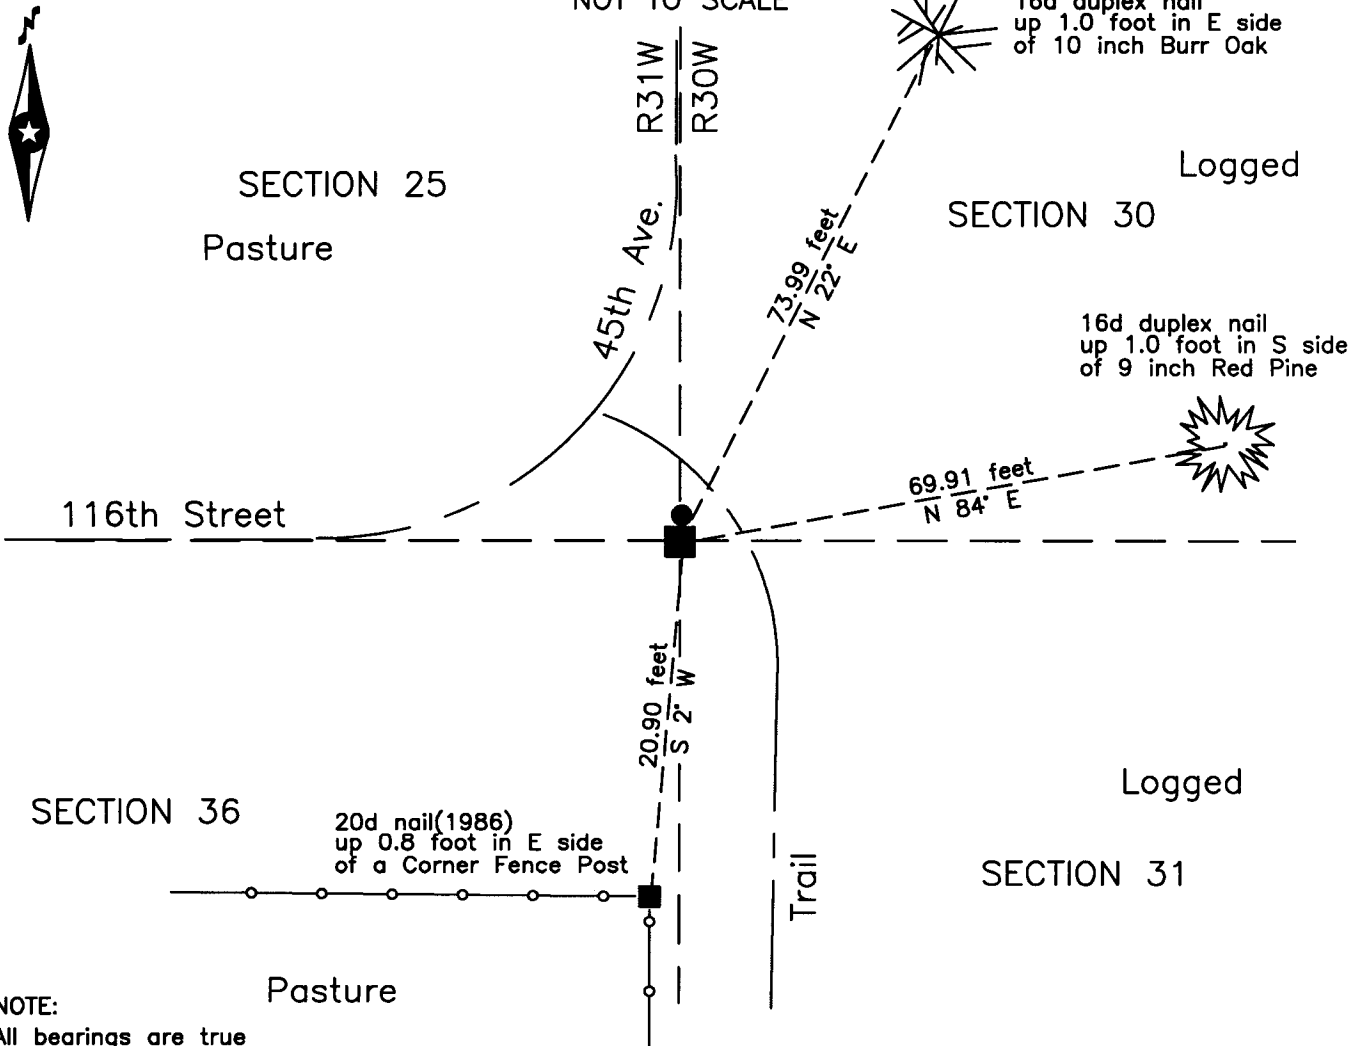 NOT TO SCALE
N
16d duplex nail
up 1.0 foot in E side
of 10 inch Burr Oak
R31W
R30W
SECTION 25
Pasture
45th Ave.
Logged
SECTION 30
73.99 feet
N 22° E
16d duplex nail
up 1.0 foot in S side
of 9 inch Red Pine
69.91 feet
N 84° E
116th Street
20.90 feet
S 2° W
SECTION 36
20d nail(1986)
up 0.8 foot in E side
of a Corner Fence Post
Trail
Logged
SECTION 31
Pasture
NOTE:
All bearings are true